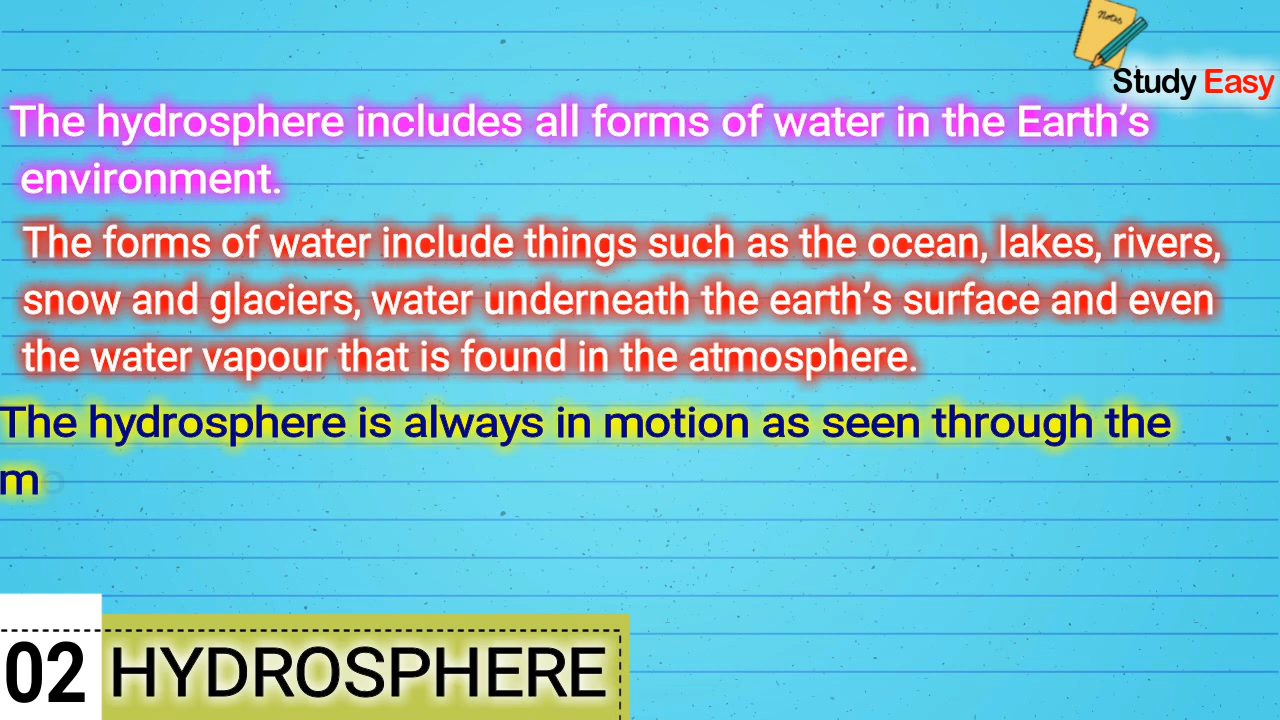 Notes
Study Easy
The hydrosphere includes all forms of water in the Earth’s
environment.
The forms of water include things such as the ocean, lakes, rivers,
snow and glaciers, water underneath the earth’s surface and even
the water vapour that is found in the atmosphere.
The hydrosphere is always in motion as seen through the
mo
02 HYDROSPHERE